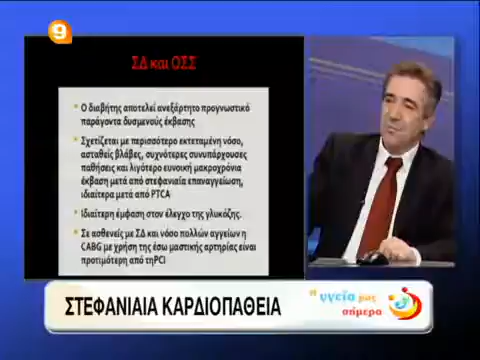 9
ΣΔ και ΟΣΣ
Ο διαβήτης αποτελεί ανεξάρτητο προγνωστικό
παράγοντα δυσμενούς έκβασης
Σχετίζεται με περισσότερο εκτεταμένη νόσο,
ασταθείς βλάβες, συχνότερες συνυπάρχουσες
παθήσεις και λιγότερο ευνοική μακροχρόνια
έκβαση μετά από στεφανιαία επαναγγείωση,
ιδιαίτερα μετά από PTCA
Ιδιαίτερη έμφαση στον έλεγχο της γλυκόζης.
Σε ασθενείς με ΣΔ και νόσο πολλών αγγείων η
CABG με χρήση της έσω μαστικής αρτηρίας είναι
προτιμότερη από τηPCI
ΣΤΕΦΑΝΙΑΙΑ ΚΑΡΔΙΟΠΑΘΕΙΑ
η υγεία μας
σήμερα